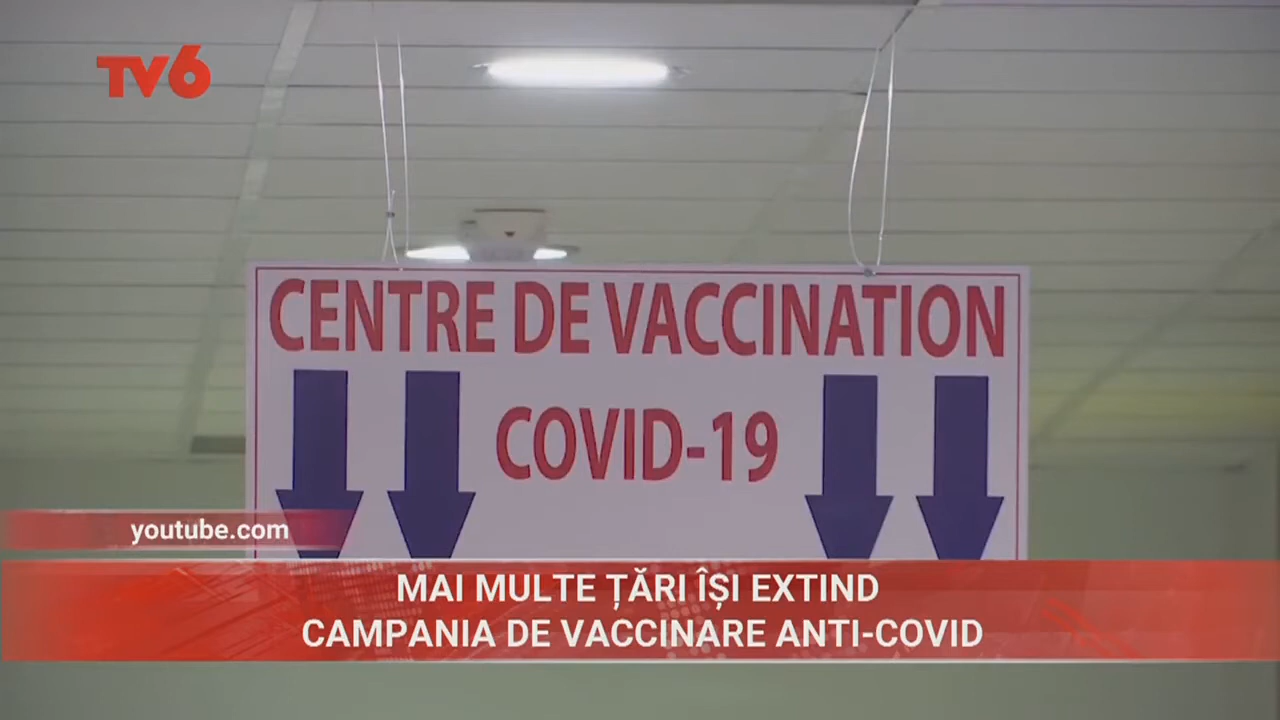 TV6
CENTRE DE VACCINATION
COVID-19
youtube.com
MAI MULTE ȚĂRI ÎȘI EXTIND
CAMPANIA DE VACCINARE ANTI-COVID